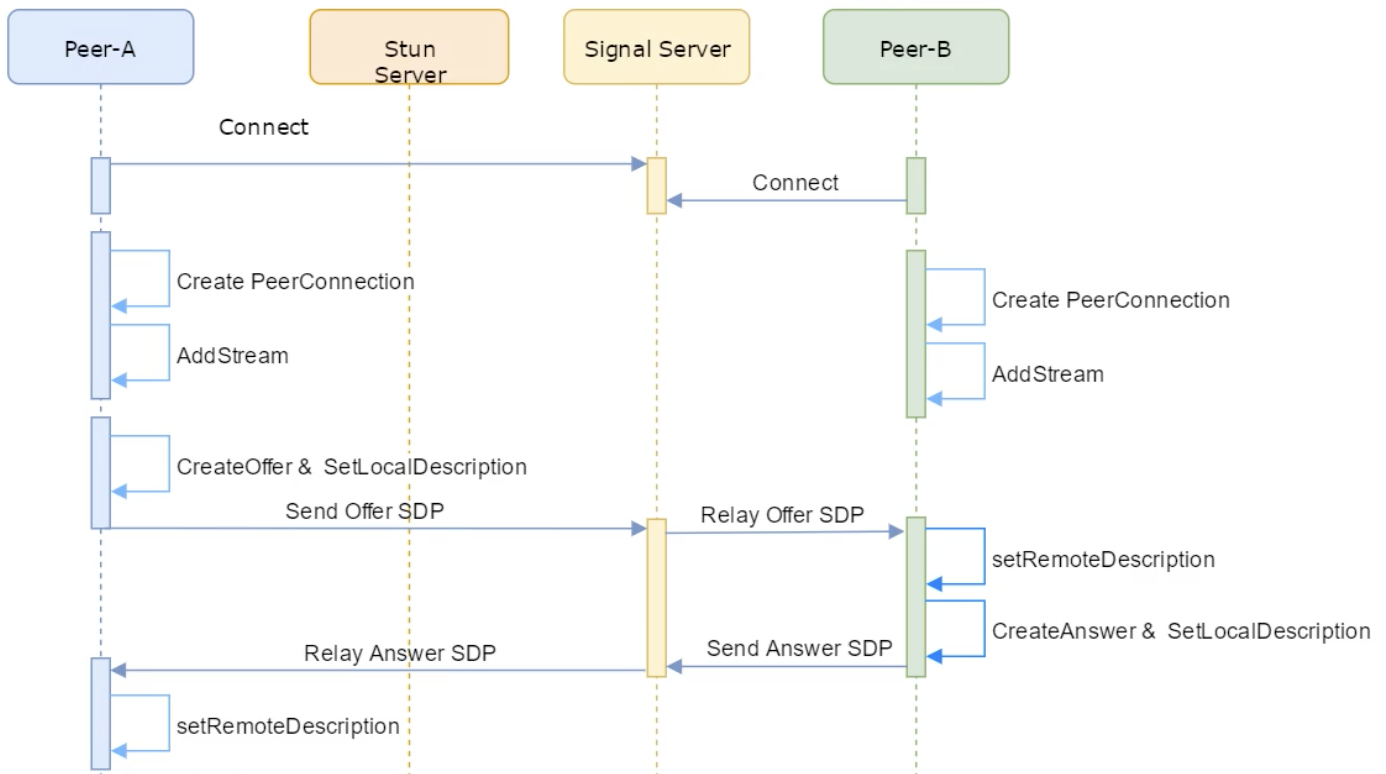 Peer-A
Stun
Server
Signal Server
Peer-B
Connect
Connect
Create PeerConnection
Create PeerConnection
AddStream
AddStream
CreateOffer &  SetLocalDescription
Send Offer SDP
Relay Offer SDP
setRemoteDescription
CreateAnswer &  SetLocalDescription
Send Answer SDP
Relay Answer SDP
setRemoteDescription